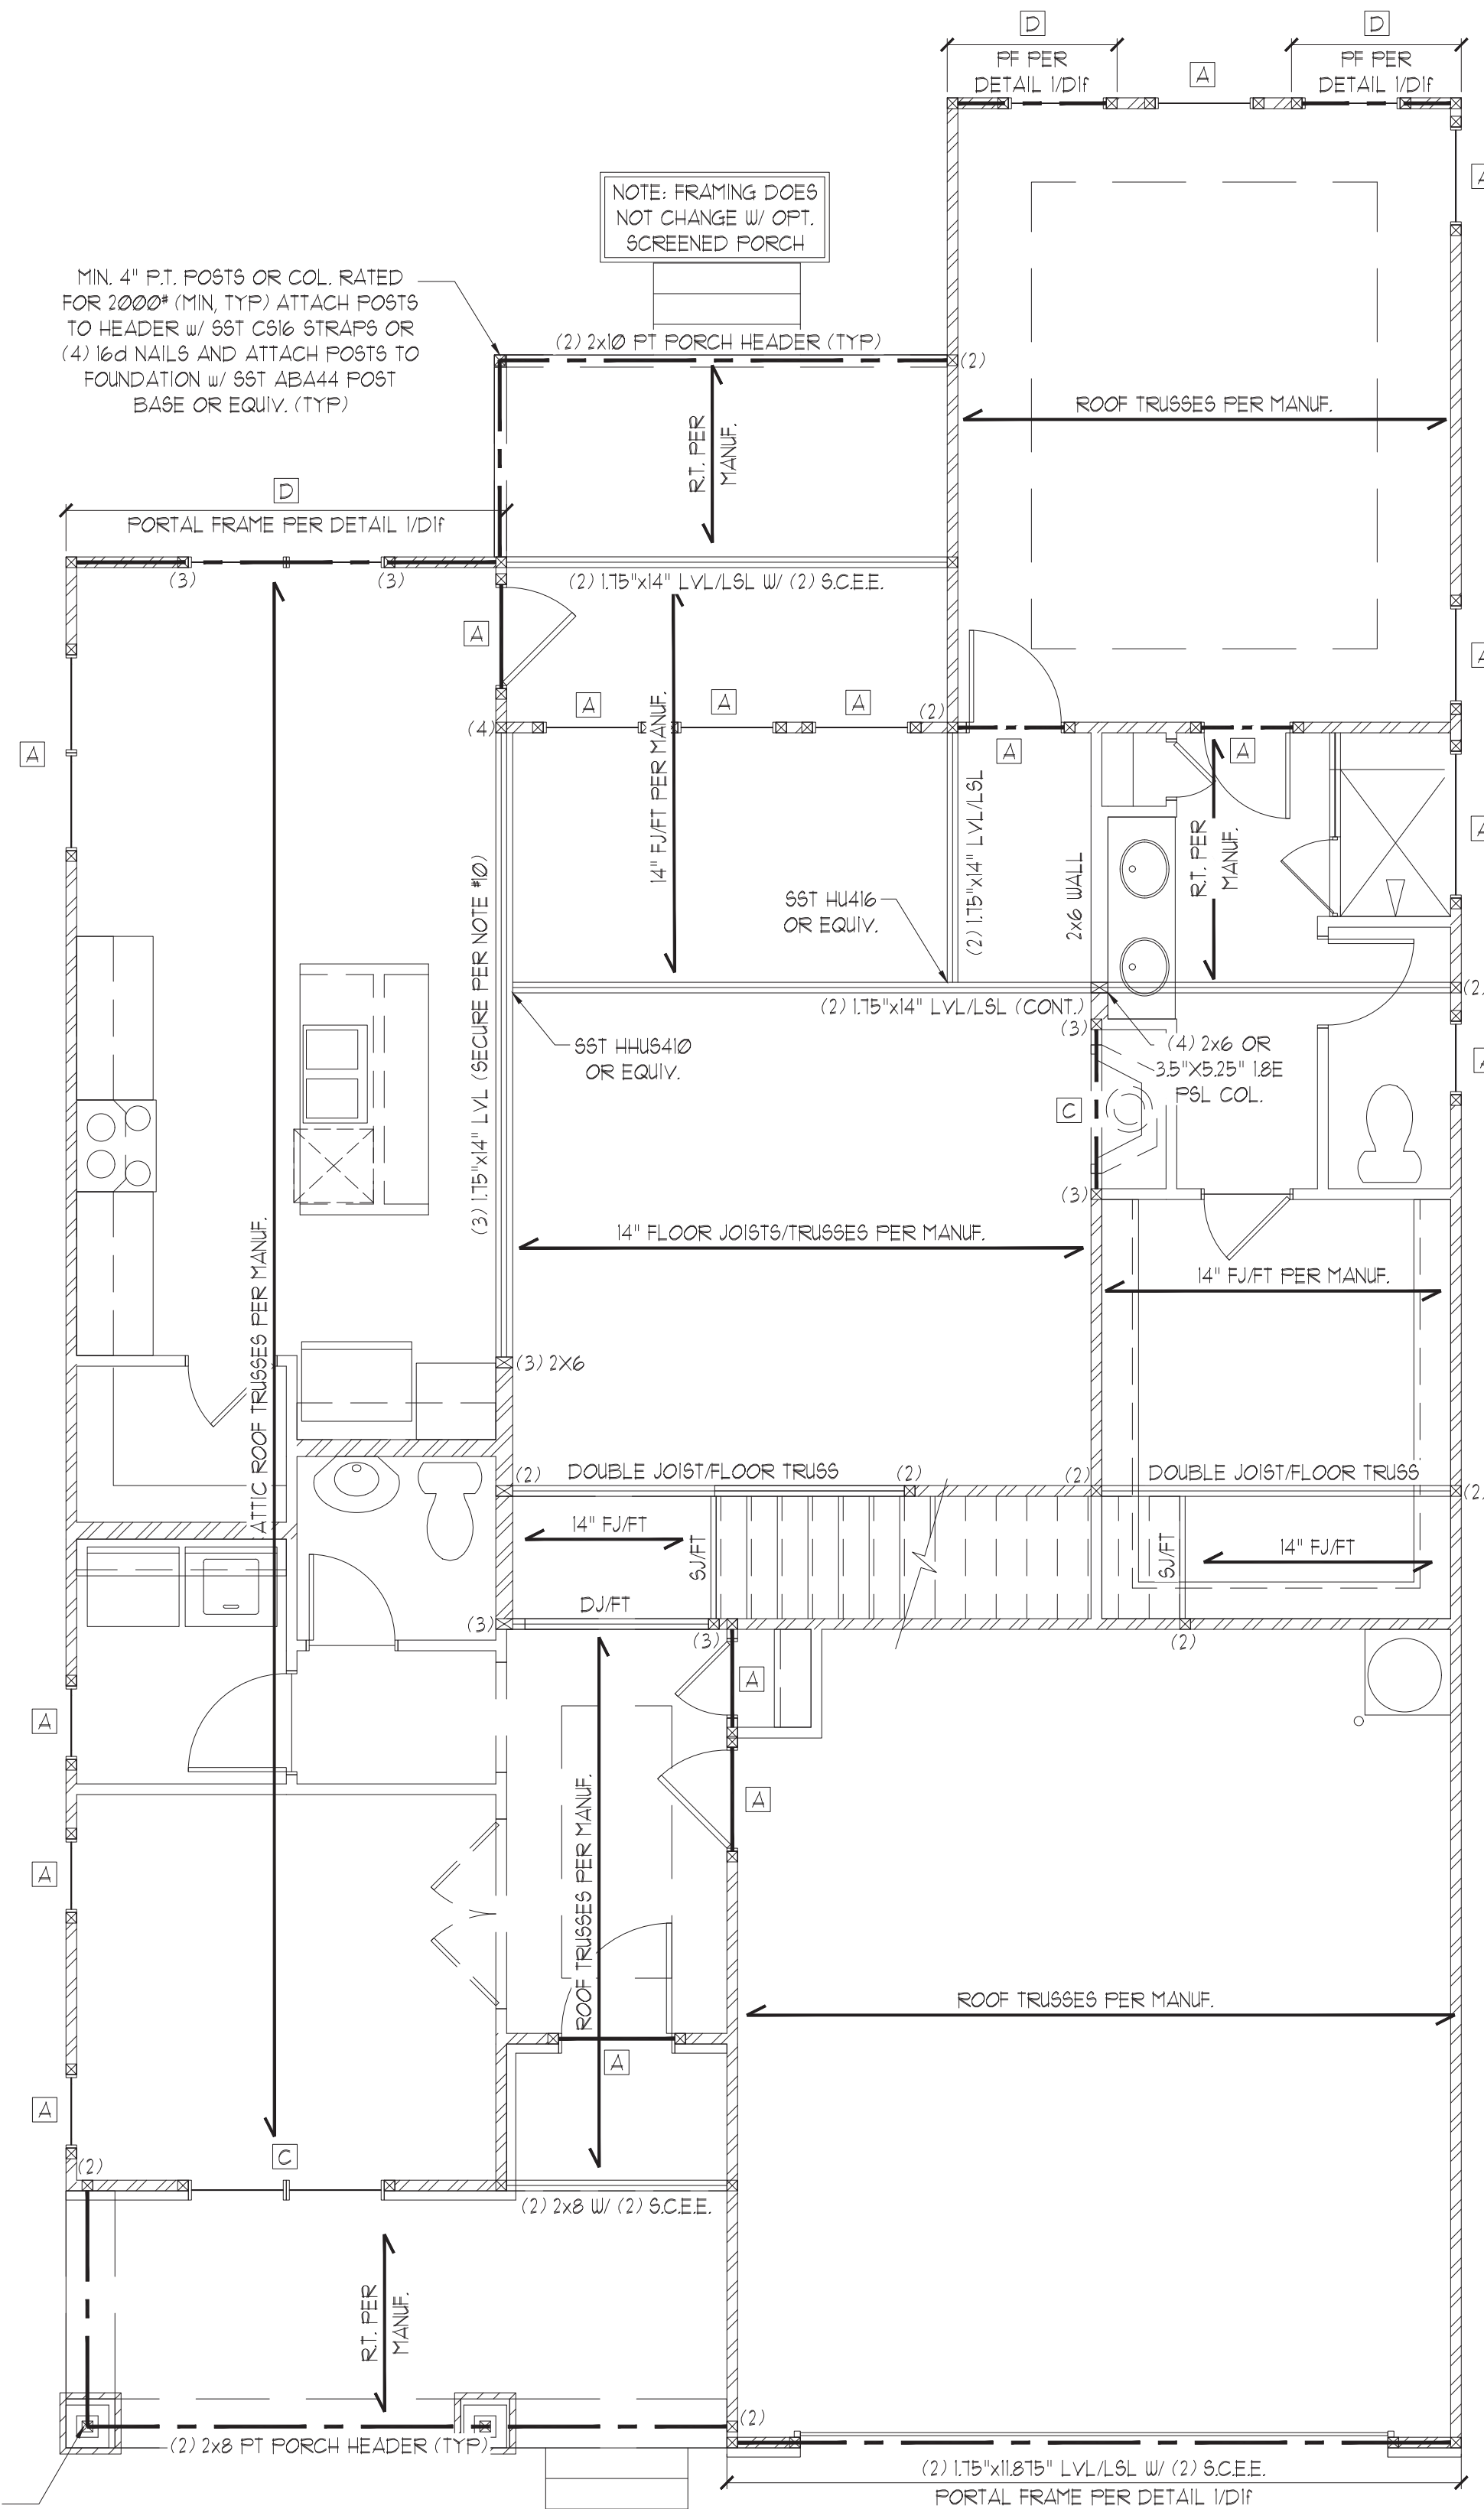 D
PF PER
DETAIL 1/D1f
A
D
PF PER
DETAIL 1/D1f
A
NOTE: FRAMING DOES
NOT CHANGE W/ OPT.
SCREENED PORCH
MIN. 4" P.T. POSTS OR COL. RATED
FOR 2000# (MIN, TYP) ATTACH POSTS
TO HEADER w/ SST CS16 STRAPS OR
(4) 16d NAILS AND ATTACH POSTS TO
FOUNDATION w/ SST ABA44 POST
BASE OR EQUIV. (TYP)
(2) 2x10 PT PORCH HEADER (TYP)
(2)
ROOF TRUSSES PER MANUF.
R.T. PER
MANUF.
D
PORTAL FRAME PER DETAIL 1/D1f
(3)
(3)
(2) 1.75"x14" LVL/LSL W/ (2) S.C.E.E.
A
A
A
A
A
(2)
(4)
A
A
A
14" FJ/FT PER MANUF.
(2) 1.75"x14" LVL/LSL
2x6 WALL
R.T. PER
MANUF.
A
(3) 1.75"x14" LVL (SECURE PER NOTE #10)
SST HU416
OR EQUIV.
(2)
(2) 1.75"x14" LVL/LSL (CONT.)
(3)
SST HHUS410
OR EQUIV.
(4) 2x6 OR
3.5"X5.25" 1.8E
PSL COL.
A
C
(3)
14" FLOOR JOISTS/TRUSSES PER MANUF.
14" FJ/FT PER MANUF.
ATTIC ROOF TRUSSES PER MANUF.
(3) 2X6
(2)
DOUBLE JOIST/FLOOR TRUSS
(2)
(2)
DOUBLE JOIST/FLOOR TRUSS
(2)
14" FJ/FT
SJ/FT
SJ/FT
14" FJ/FT
DJ/FT
(3)
(3)
(2)
A
A
A
A
ROOF TRUSSES PER MANUF.
ROOF TRUSSES PER MANUF.
A
A
C
(2)
(2) 2x8 W/ (2) S.C.E.E.
R.T. PER
MANUF.
(2)
(2) 2x8 PT PORCH HEADER (TYP)
(2) 1.75"x11.875" LVL/LSL W/ (2) S.C.E.E.
PORTAL FRAME PER DETAIL 1/D1f